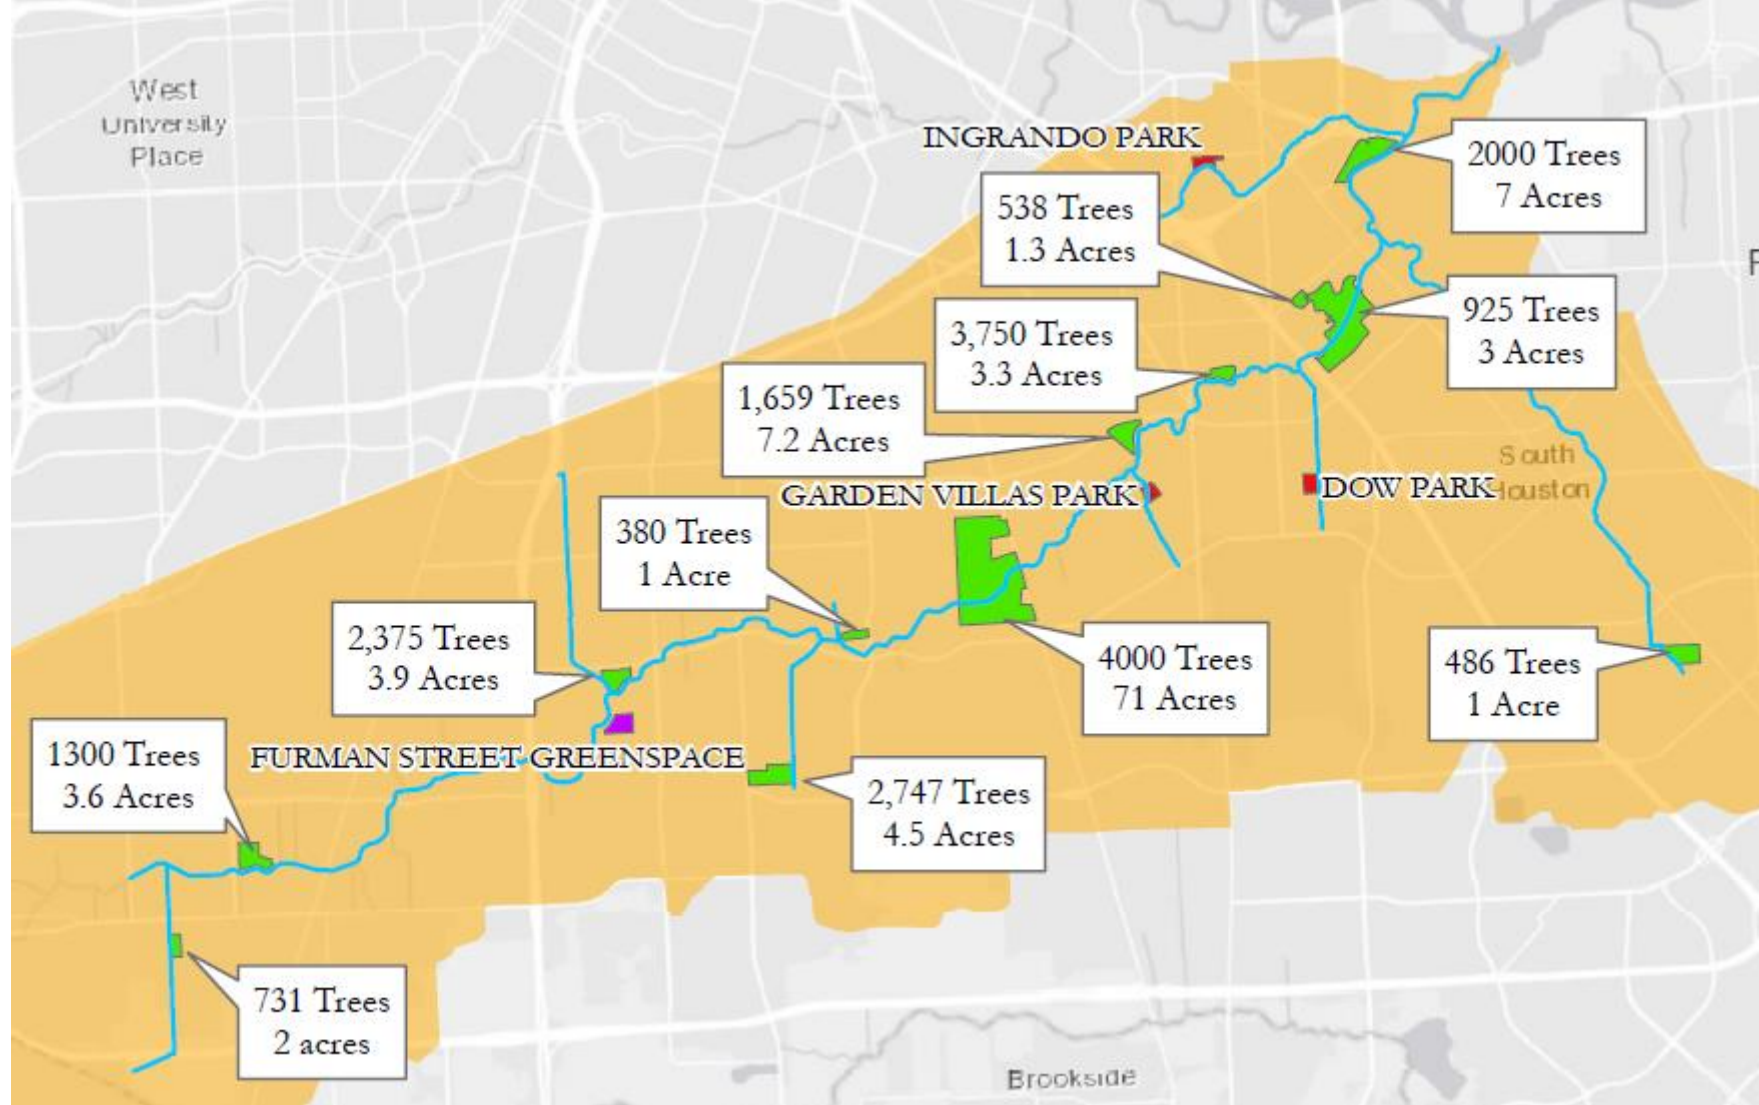 West
University
Place
INGRANDO PARK
2000 Trees
7 Acres
538 Trees
1.3 Acres
925 Trees
3 Acres
3,750 Trees
3.3 Acres
1,659 Trees
7.2 Acres
South
Houston
GARDEN VILLAS PARK
DOW PARK
380 Trees
1 Acre
2,375 Trees
3.9 Acres
4000 Trees
71 Acres
486 Trees
1 Acre
1300 Trees
3.6 Acres
FURMAN STREET GREENSPACE
2,747 Trees
4.5 Acres
731 Trees
2 acres
Brookside